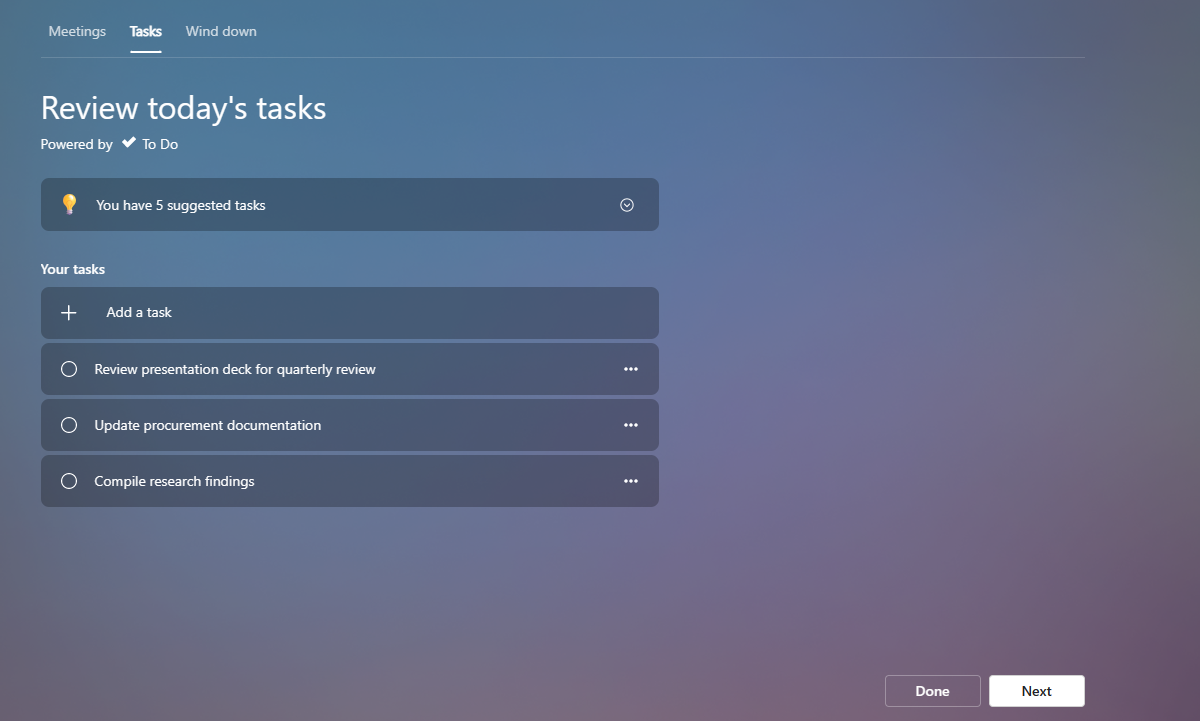 Meetings Tasks Wind down
Review today's tasks
Powered by To Do
You have 5 suggested tasks
Your tasks
Add a task
Review presentation deck for quarterly review
Update procurement documentation
Compile research findings
Done Next